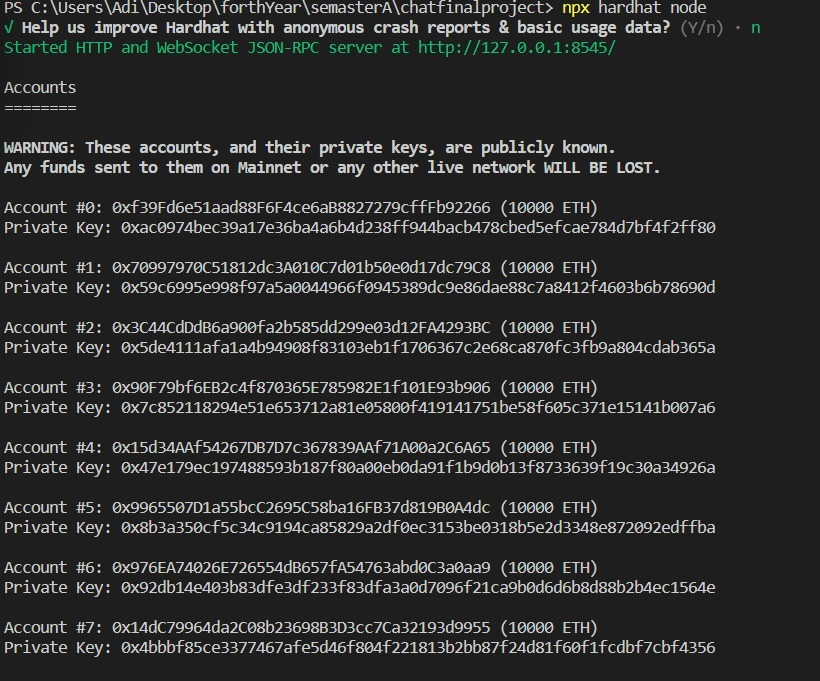 PS C:\Users\Adi\Desktop\forthYear\semasterA\chatfinalproject> npx hardhat node
√ Help us improve Hardhat with anonymous crash reports & basic usage data? (Y/n) · n
Started HTTP and WebSocket JSON-RPC server at http://127.0.0.1:8545/
Accounts
========
WARNING: These accounts, and their private keys, are publicly known.
Any funds sent to them on Mainnet or any other live network WILL BE LOST.
Account #0: 0xf39Fd6e51aad88F6F4ce6aB8827279cffFb92266 (10000 ETH)
Private Key: 0xac0974bec39a17e36ba4a6b4d238ff944bacb478cbed5efcae784d7bf4f2ff80
Account #1: 0x70997970C51812dc3A010C7d01b50e0d17dc79C8 (10000 ETH)
Private Key: 0x59c6995e998f97a5a0044966f0945389dc9e86dae88c7a8412f4603b6b78690d
Account #2: 0x3C44CdDdB6a900fa2b585dd299e03d12FA4293BC (10000 ETH)
Private Key: 0x5de4111afa1a4b94908f83103eb1f1706367c2e68ca870fc3fb9a804cdab365a
Account #3: 0x90F79bf6EB2c4f870365E785982E1f101E93b906 (10000 ETH)
Private Key: 0x7c852118294e51e653712a81e05800f419141751be58f605c371e15141b007a6
Account #4: 0x15d34AAf54267DB7D7c367839AAf71A00a2C6A65 (10000 ETH)
Private Key: 0x47e179ec197488593b187f80a00eb0da91f1b9d0b13f8733639f19c30a34926a
Account #5: 0x9965507D1a55bcC2695C58ba16FB37d819B0A4dc (10000 ETH)
Private Key: 0x8b3a350cf5c34c9194ca85829a2df0ec3153be0318b5e2d3348e872092edffba
Account #6: 0x976EA74026E726554dB657fA54763abd0C3a0aa9 (10000 ETH)
Private Key: 0x92db14e403b83dfe3df233f83dfa3a0d7096f21ca9b0d6d6b8d88b2b4ec1564e
Account #7: 0x14dC79964da2C08b23698B3D3cc7Ca32193d9955 (10000 ETH)
Private Key: 0x4bbbf85ce3377467afe5d46f804f221813b2bb87f24d81f60f1fcdbf7cbf4356